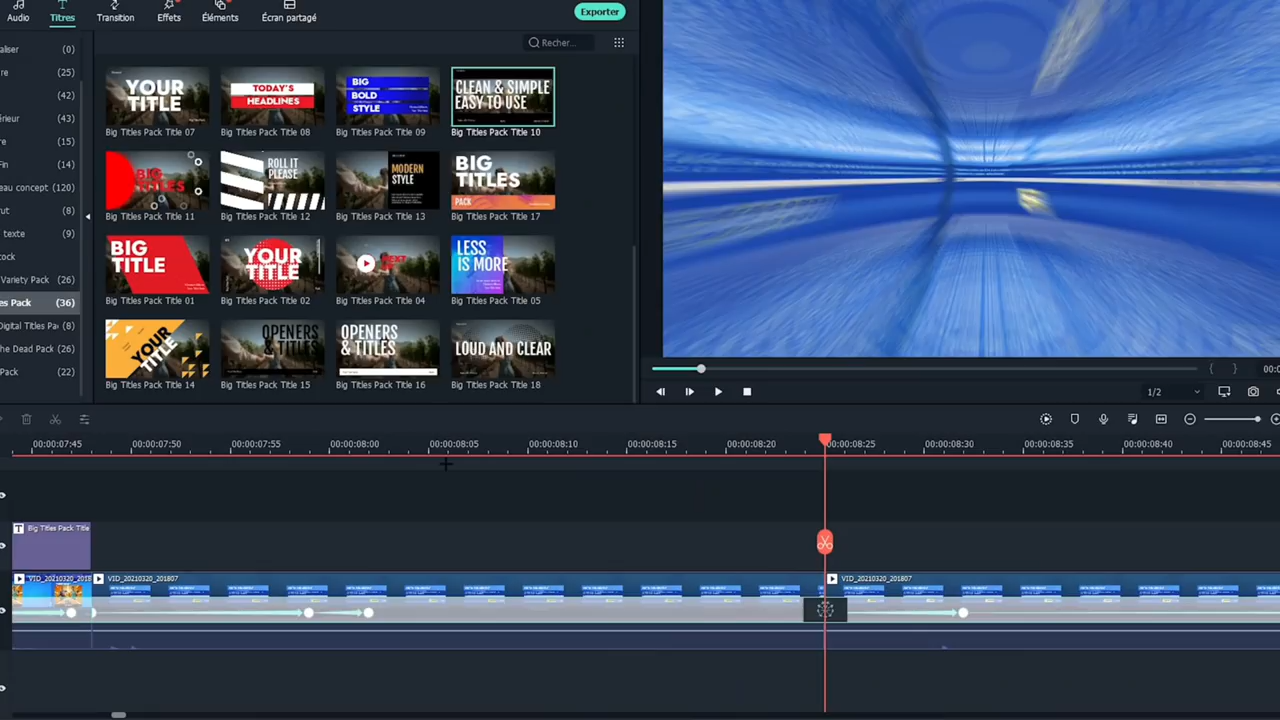 Audio
Titres
Transition
Effets
Éléments
Écran partagé
Exporter
Recher...
aliser (0)
re (25)
(42)
érieur (43)
re (15)
Fin (14)
eau concept (120)
rut (8)
texte (9)
ock
Variety Pack (26)
es Pack (36)
Digital Titles Pa (8)
he Dead Pack (26)
Pack (22)
YOUR
TITLE
Big Titles Pack Title 07
TODAY'S
HEADLINES
Big Titles Pack Title 08
BIG
BOLD
STYLE
Big Titles Pack Title 09
CLEAN & SIMPLE
EASY TO USE
Big Titles Pack Title 10
BIG
TITLES
Big Titles Pack Title 11
ROLL IT
PLEASE
Big Titles Pack Title 12
MODERN
STYLE
Big Titles Pack Title 13
BIG
TITLES
PACK
Big Titles Pack Title 17
BIG
TITLE
Big Titles Pack Title 01
YOUR
TITLE
Big Titles Pack Title 02
Big Titles Pack Title 04
LESS
IS MORE
Big Titles Pack Title 05
YOUR
TITLE
Big Titles Pack Title 14
OPENERS
& TITLES
Big Titles Pack Title 15
OPENERS
& TITLES
Big Titles Pack Title 16
LOUD AND CLEAR
Big Titles Pack Title 18
1/2
00:0
00:00:07:45
00:00:07:50
00:00:07:55
00:00:08:00
00:00:08:05
00:00:08:10
00:00:08:15
00:00:08:20
00:00:08:25
00:00:08:30
00:00:08:35
00:00:08:40
00:00:08:45
T Big Titles Pack Title
VID_20210320_2018
VID_20210320_201807
VID_20210320_201807